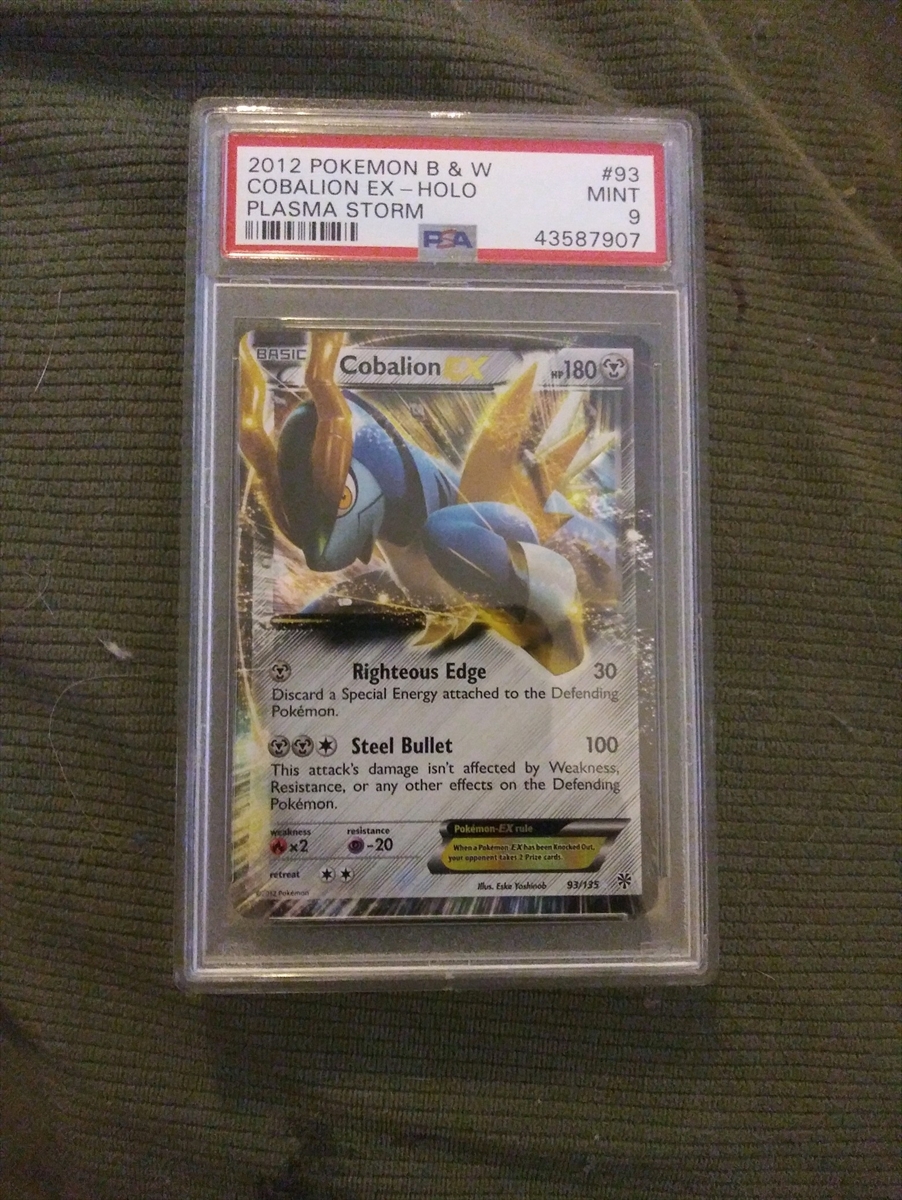 2012 POKEMON B & W #93
COBALION EX – HOLO MINT
PLASMA STORM 9
PSA 43587907
BASIC Cobalion EX HP180
Righteous Edge 30
Discard a Special Energy attached to the Defending
Pokémon.
Steel Bullet 100
This attack's damage isn't affected by Weakness,
Resistance, or any other effects on the Defending
Pokémon.
weakness resistance Pokémon-EX rule
×2 -20 When a Pokémon-EX has been Knocked Out,
your opponent takes 2 Prize cards.
retreat
Illus. Eske Yoshinob 93/135
Pokémon